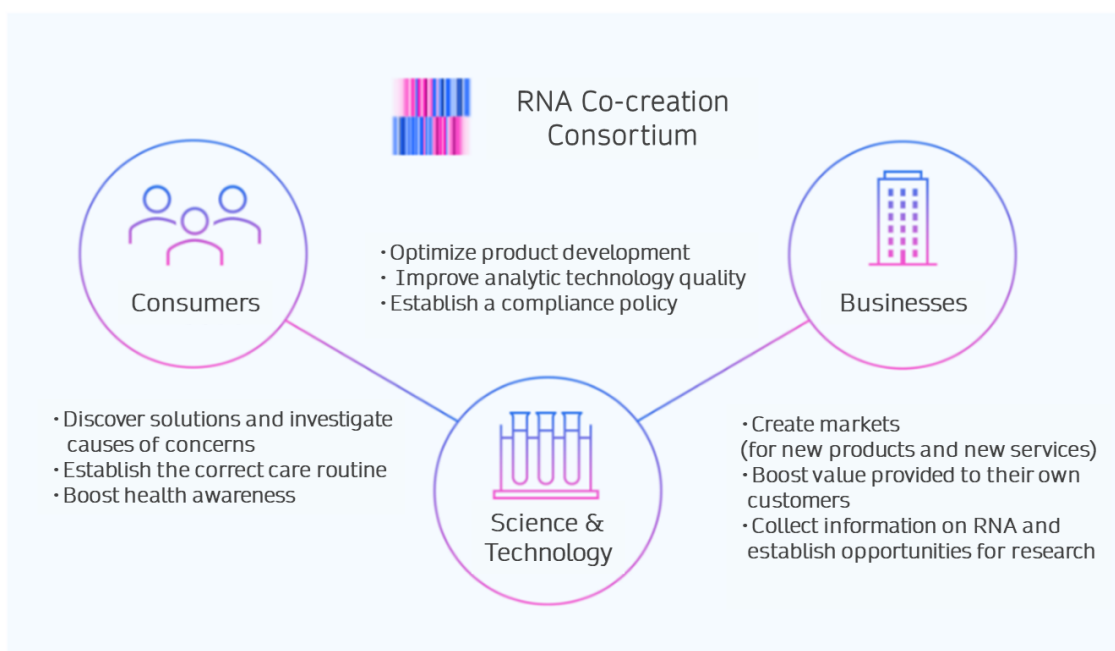 RNA Co-creation
Consortium
Consumers
・Optimize product development
・ Improve analytic technology quality
・Establish a compliance policy
Businesses
・Discover solutions and investigate
causes of concerns
・Establish the correct care routine
・Boost health awareness
Science &
Technology
・Create markets
(for new products and new services)
・Boost value provided to their own
customers
・Collect information on RNA and
establish opportunities for research